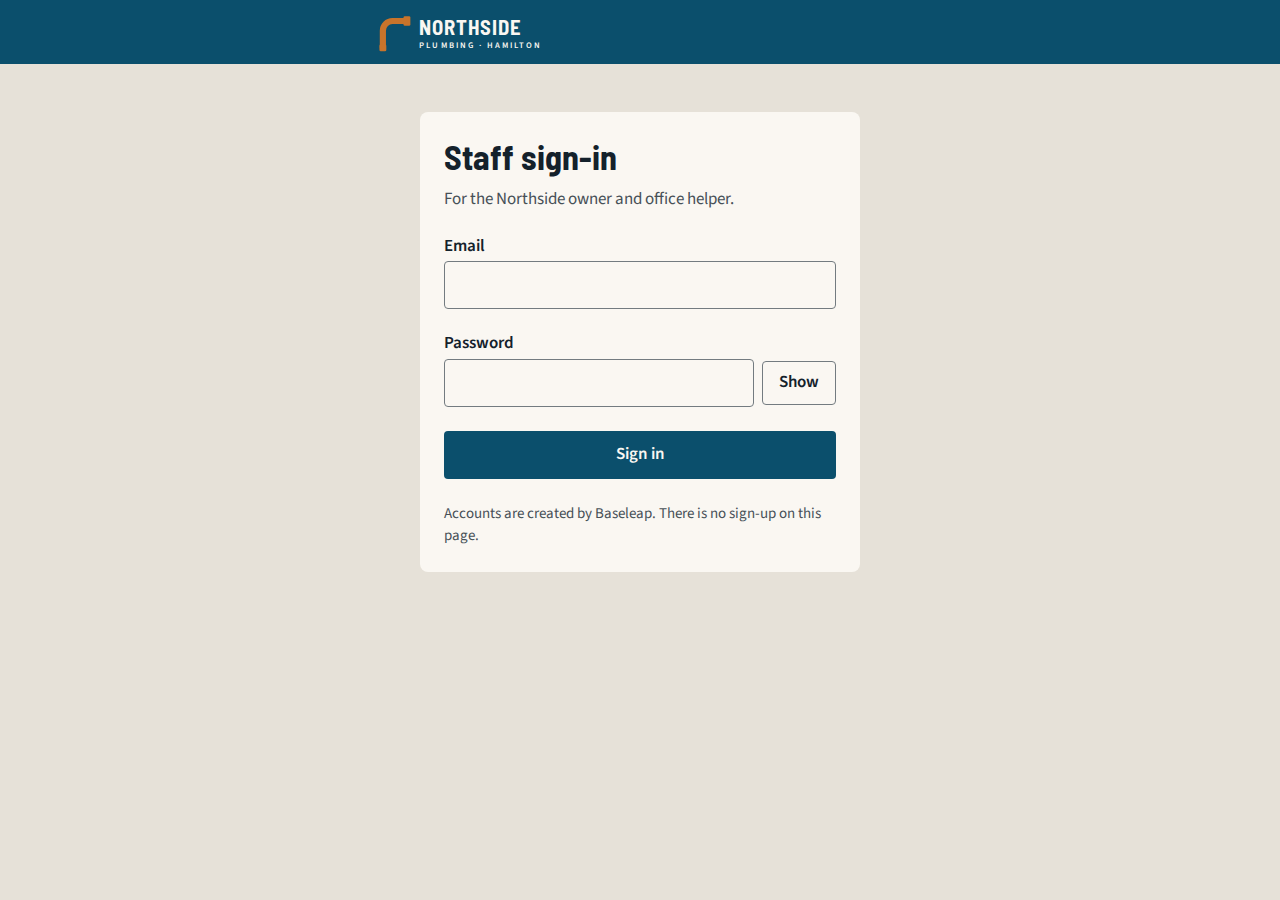 NORTHSIDE
PLUMBING · HAMILTON
Staff sign-in
For the Northside owner and office helper.
Email
Password
Show
Sign in
Accounts are created by Baseleap. There is no sign-up on this
page.